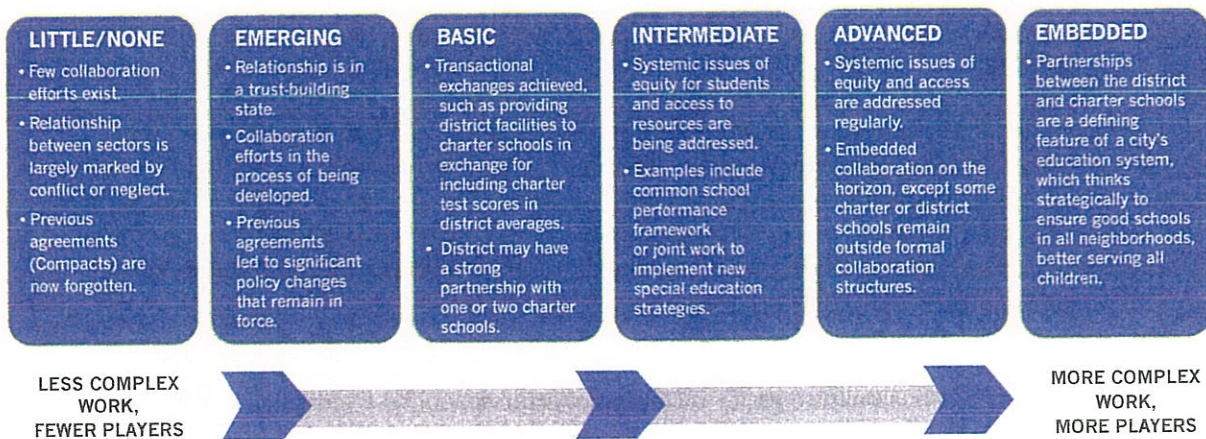 LITTLE/NONE
• Few collaboration
efforts exist.
• Relationship
between sectors is
largely marked by
conflict or neglect.
• Previous
agreements
(Compacts) are
now forgotten.
EMERGING
• Relationship is in
a trust-building
state.
• Collaboration
efforts in the
process of being
developed.
• Previous
agreements
led to significant
policy changes
that remain in
force.
BASIC
• Transactional
exchanges achieved,
such as providing
district facilities to
charter schools in
exchange for
including charter
test scores in
district averages.
• District may have
a strong
partnership with
one or two charter
schools.
INTERMEDIATE
• Systemic issues of
equity for students
and access to
resources are
being addressed.
• Examples include
common school
performance
framework
or joint work to
implement new
special education
strategies.
ADVANCED
• Systemic issues of
equity and access
are addressed
regularly.
• Embedded
collaboration on the
horizon, except some
charter or district
schools remain
outside formal
collaboration
structures.
EMBEDDED
• Partnerships
between the district
and charter schools
are a defining
feature of a city's
education system,
which thinks
strategically to
ensure good schools
in all neighborhoods,
better serving all
children.
LESS COMPLEX
WORK,
FEWER PLAYERS
MORE COMPLEX
WORK,
MORE PLAYERS